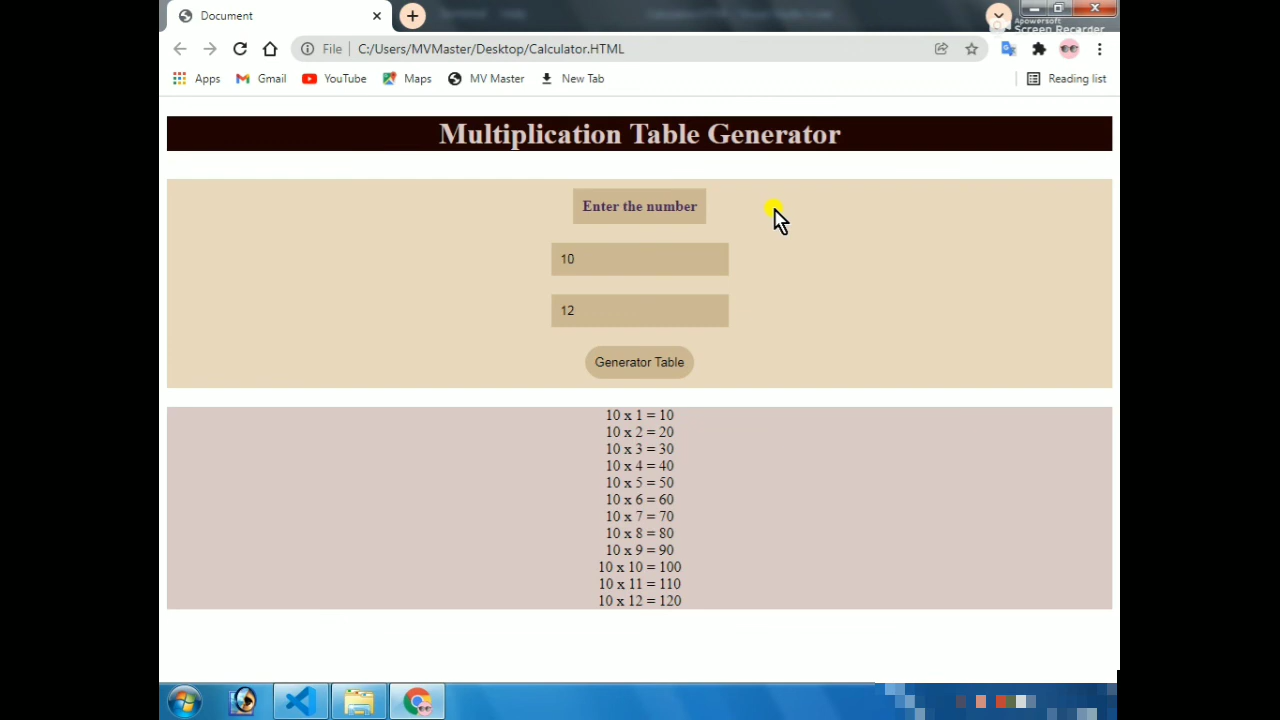 Document
Apowersoft
Screen Recorder
File C:/Users/MVMaster/Desktop/Calculator.HTML
Apps Gmail YouTube Maps MV Master New Tab Reading list
Multiplication Table Generator
Enter the number
10
12
Generator Table
10 x 1 = 10
10 x 2 = 20
10 x 3 = 30
10 x 4 = 40
10 x 5 = 50
10 x 6 = 60
10 x 7 = 70
10 x 8 = 80
10 x 9 = 90
10 x 10 = 100
10 x 11 = 110
10 x 12 = 120